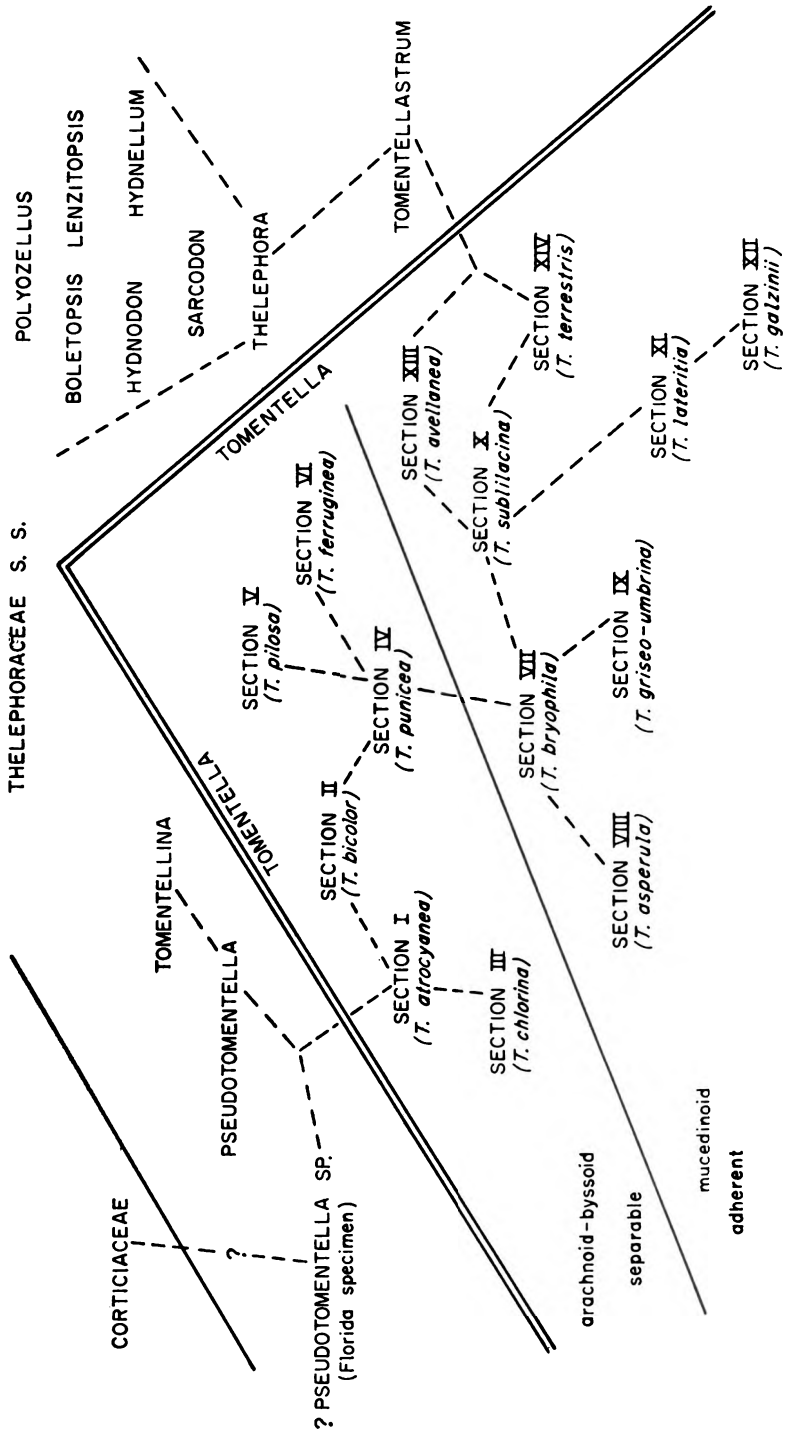 THELEPHORACEAE S. S.
POLYOZELLUS
BOLETOPSIS LENZITOPSIS
HYDNODON HYDNELLUM
SARCODON
THELEPHORA
TOMENTELLASTRUM
CORTICIACEAE
TOMENTELLINA
PSEUDOTOMENTELLA
?
? PSEUDOTOMENTELLA SP.
(Florida specimen)
TOMENTELLA
TOMENTELLA
SECTION V
(T. pilosa)
SECTION VI
(T. ferruginea)
SECTION II
(T. bicolor)
SECTION IV
(T. punicea)
SECTION I
(T. atrocyanea)
SECTION III
(T. chlorina)
SECTION XIII
(T. avellanea)
SECTION X
(T. sublilacina)
SECTION XIV
(T. terrestris)
SECTION VII
(T. bryophila)
SECTION VIII
(T. asperula)
SECTION IX
(T. griseo-umbrina)
SECTION XI
(T. lateritia)
SECTION XII
(T. galzinii)
arachnoid-byssoid
separable
mucedinoid
adherent